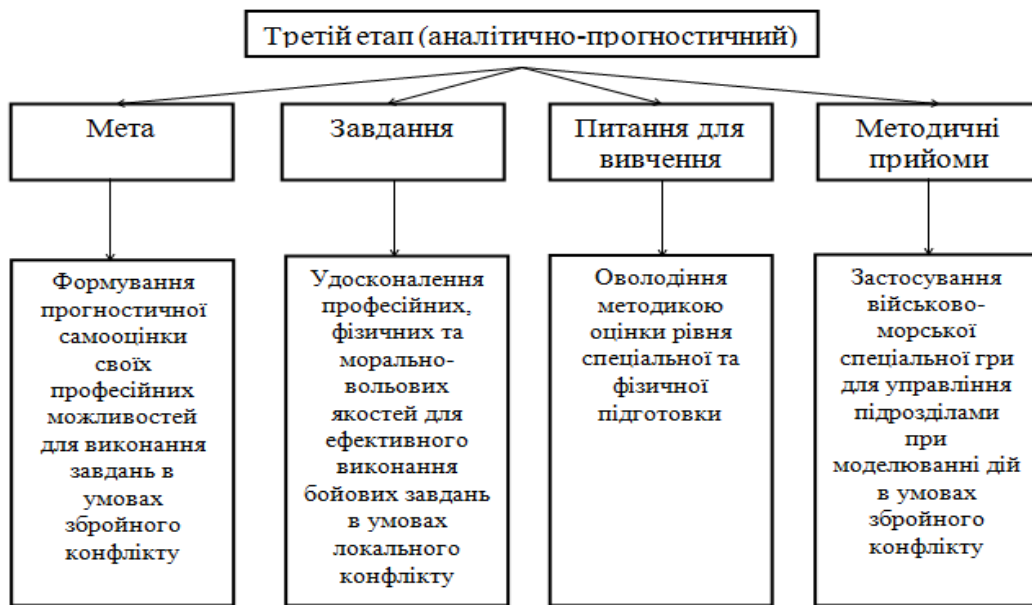 Третій етап (аналітично-прогностичний)
Мета
Завдання
Питання для
вивчення
Методичні
прийоми
Формування
прогностичної
самооцінки
своїх
професійних
можливостей
для виконання
завдань в
умовах
збройного
конфлікту
Удосконалення
професійних,
фізичних та
морально-
вольових
якостей для
ефективного
виконання
бойових завдань
в умовах
локального
конфлікту
Оволодіння
методикою
оцінки рівня
спеціальної та
фізичної
підготовки
Застосування
військово-
морської
спеціальної гри
для управління
підрозділами
при
моделюванні дій
в умовах
збройного
конфлікту